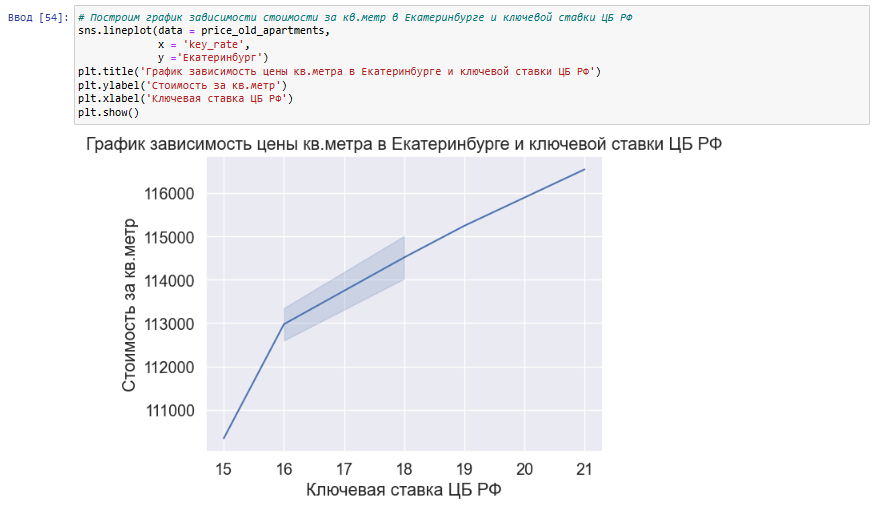 Ввод [54]: # Построим график зависимости стоимости за кв.метр в Екатеринбурге и ключевой ставки ЦБ РФ
sns.lineplot(data = price_old_apartments,
x = 'key_rate',
y ='Екатеринбург')
plt.title('График зависимость цены кв.метра в Екатеринбурге и ключевой ставки ЦБ РФ')
plt.ylabel('Стоимость за кв.метр')
plt.xlabel('Ключевая ставка ЦБ РФ')
plt.show()
График зависимость цены кв.метра в Екатеринбурге и ключевой ставки ЦБ РФ
Стоимость за кв.метр
116000
115000
114000
113000
112000
111000
15 16 17 18 19 20 21
Ключевая ставка ЦБ РФ